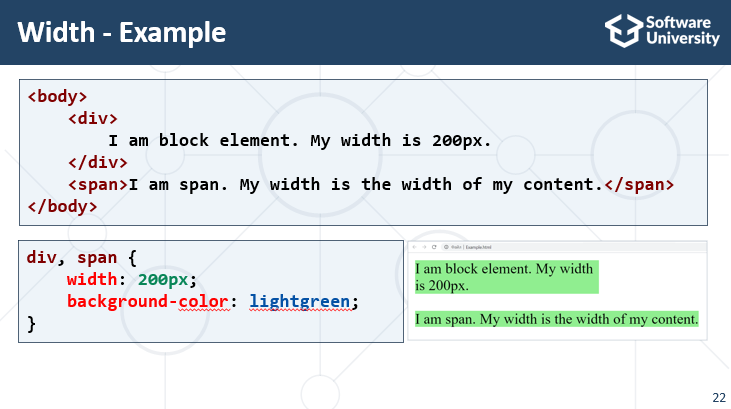 Width - Example
Software
University
<body>
<div>
I am block element. My width is 200px.
</div>
<span>I am span. My width is the width of my content.</span>
</body>
div, span {
width: 200px;
background-color: lightgreen;
}
Example.html
I am block element. My width
is 200px.
I am span. My width is the width of my content.
22